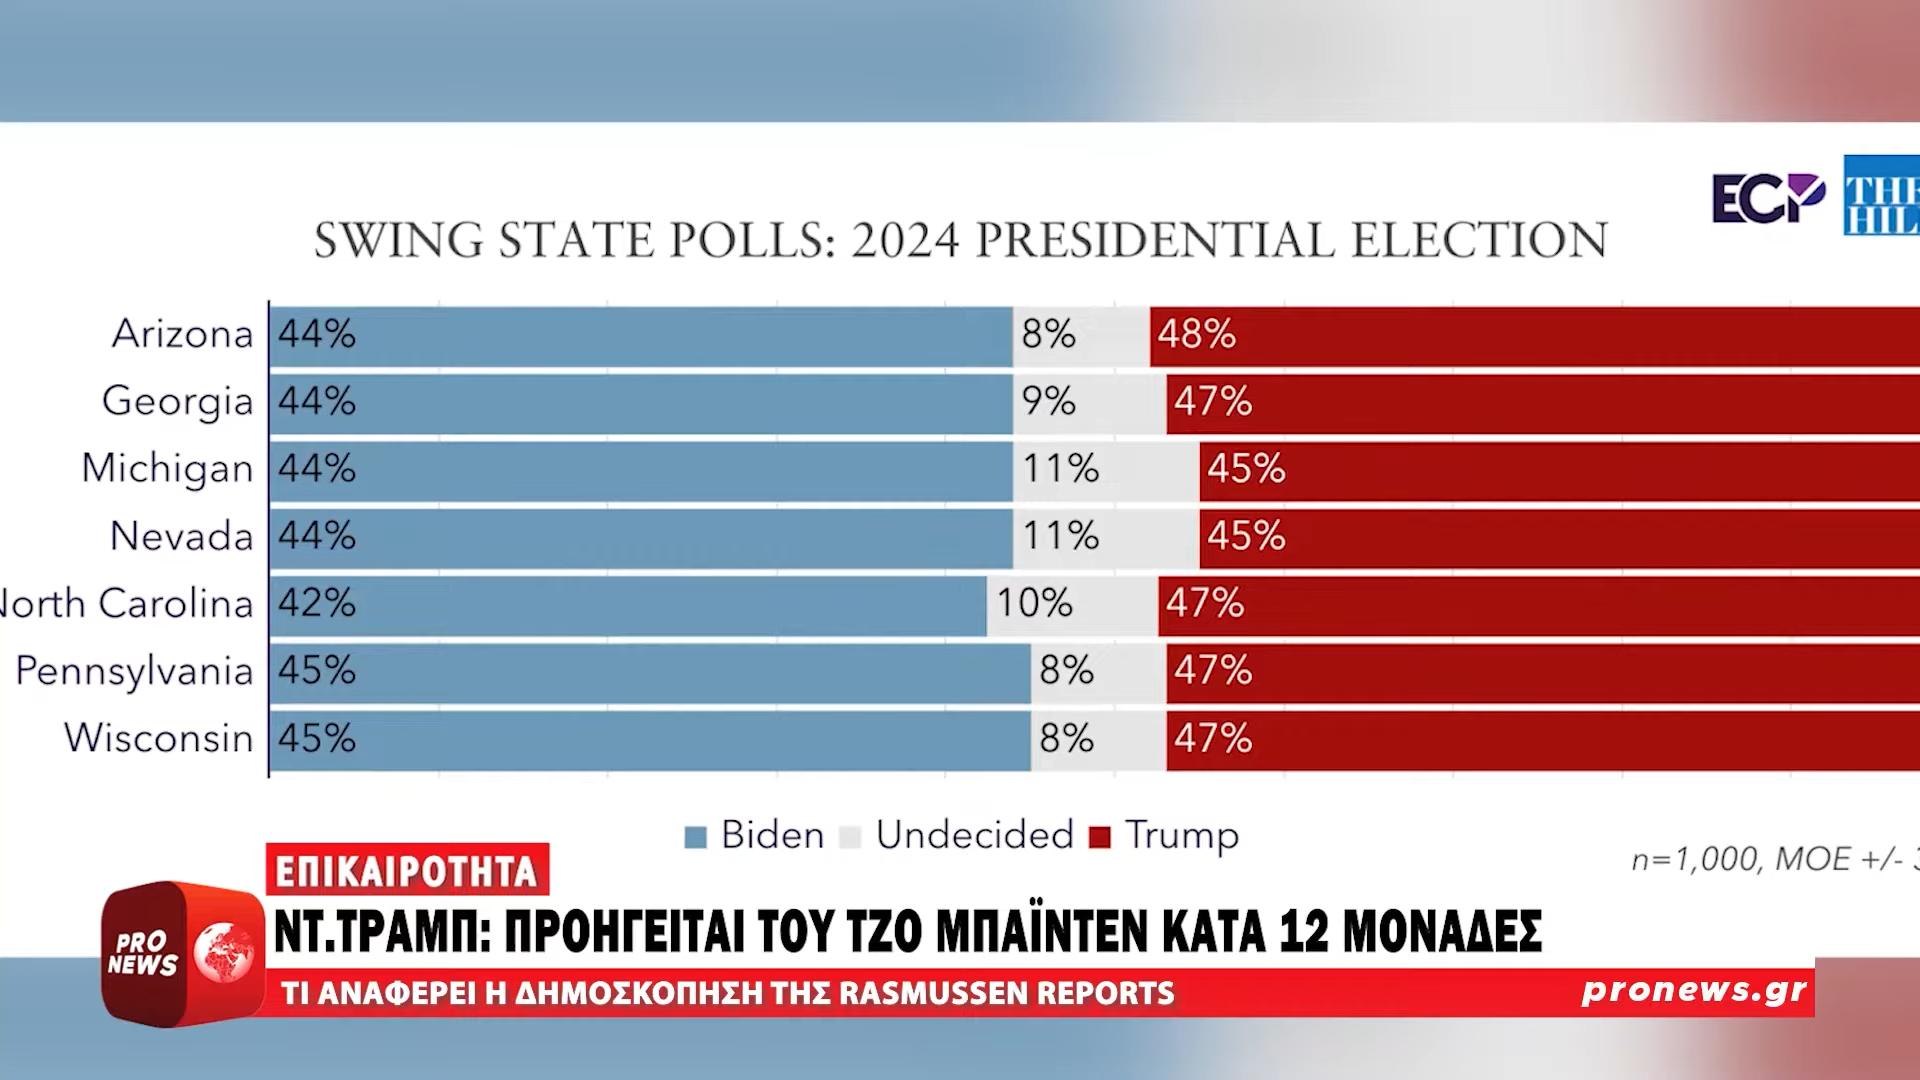 ECP THE
HIL
SWING STATE POLLS: 2024 PRESIDENTIAL ELECTION
Arizona 44% 8% 48%
Georgia 44% 9% 47%
Michigan 44% 11% 45%
Nevada 44% 11% 45%
orth Carolina 42% 10% 47%
Pennsylvania 45% 8% 47%
Wisconsin 45% 8% 47%
Biden Undecided Trump
n=1,000, MOE +/- 
ΕΠΙΚΑΙΡΟΤΗΤΑ
PRO
NEWS
ΝΤ.ΤΡΑΜΠ: ΠΡΟΗΓΕΙΤΑΙ ΤΟΥ ΤΖΟ ΜΠΑΪΝΤΕΝ ΚΑΤΑ 12 ΜΟΝΑΔΕΣ
ΤΙ ΑΝΑΦΕΡΕΙ Η ΔΗΜΟΣΚΟΠΗΣΗ ΤΗΣ RASMUSSEN REPORTS
pronews.gr